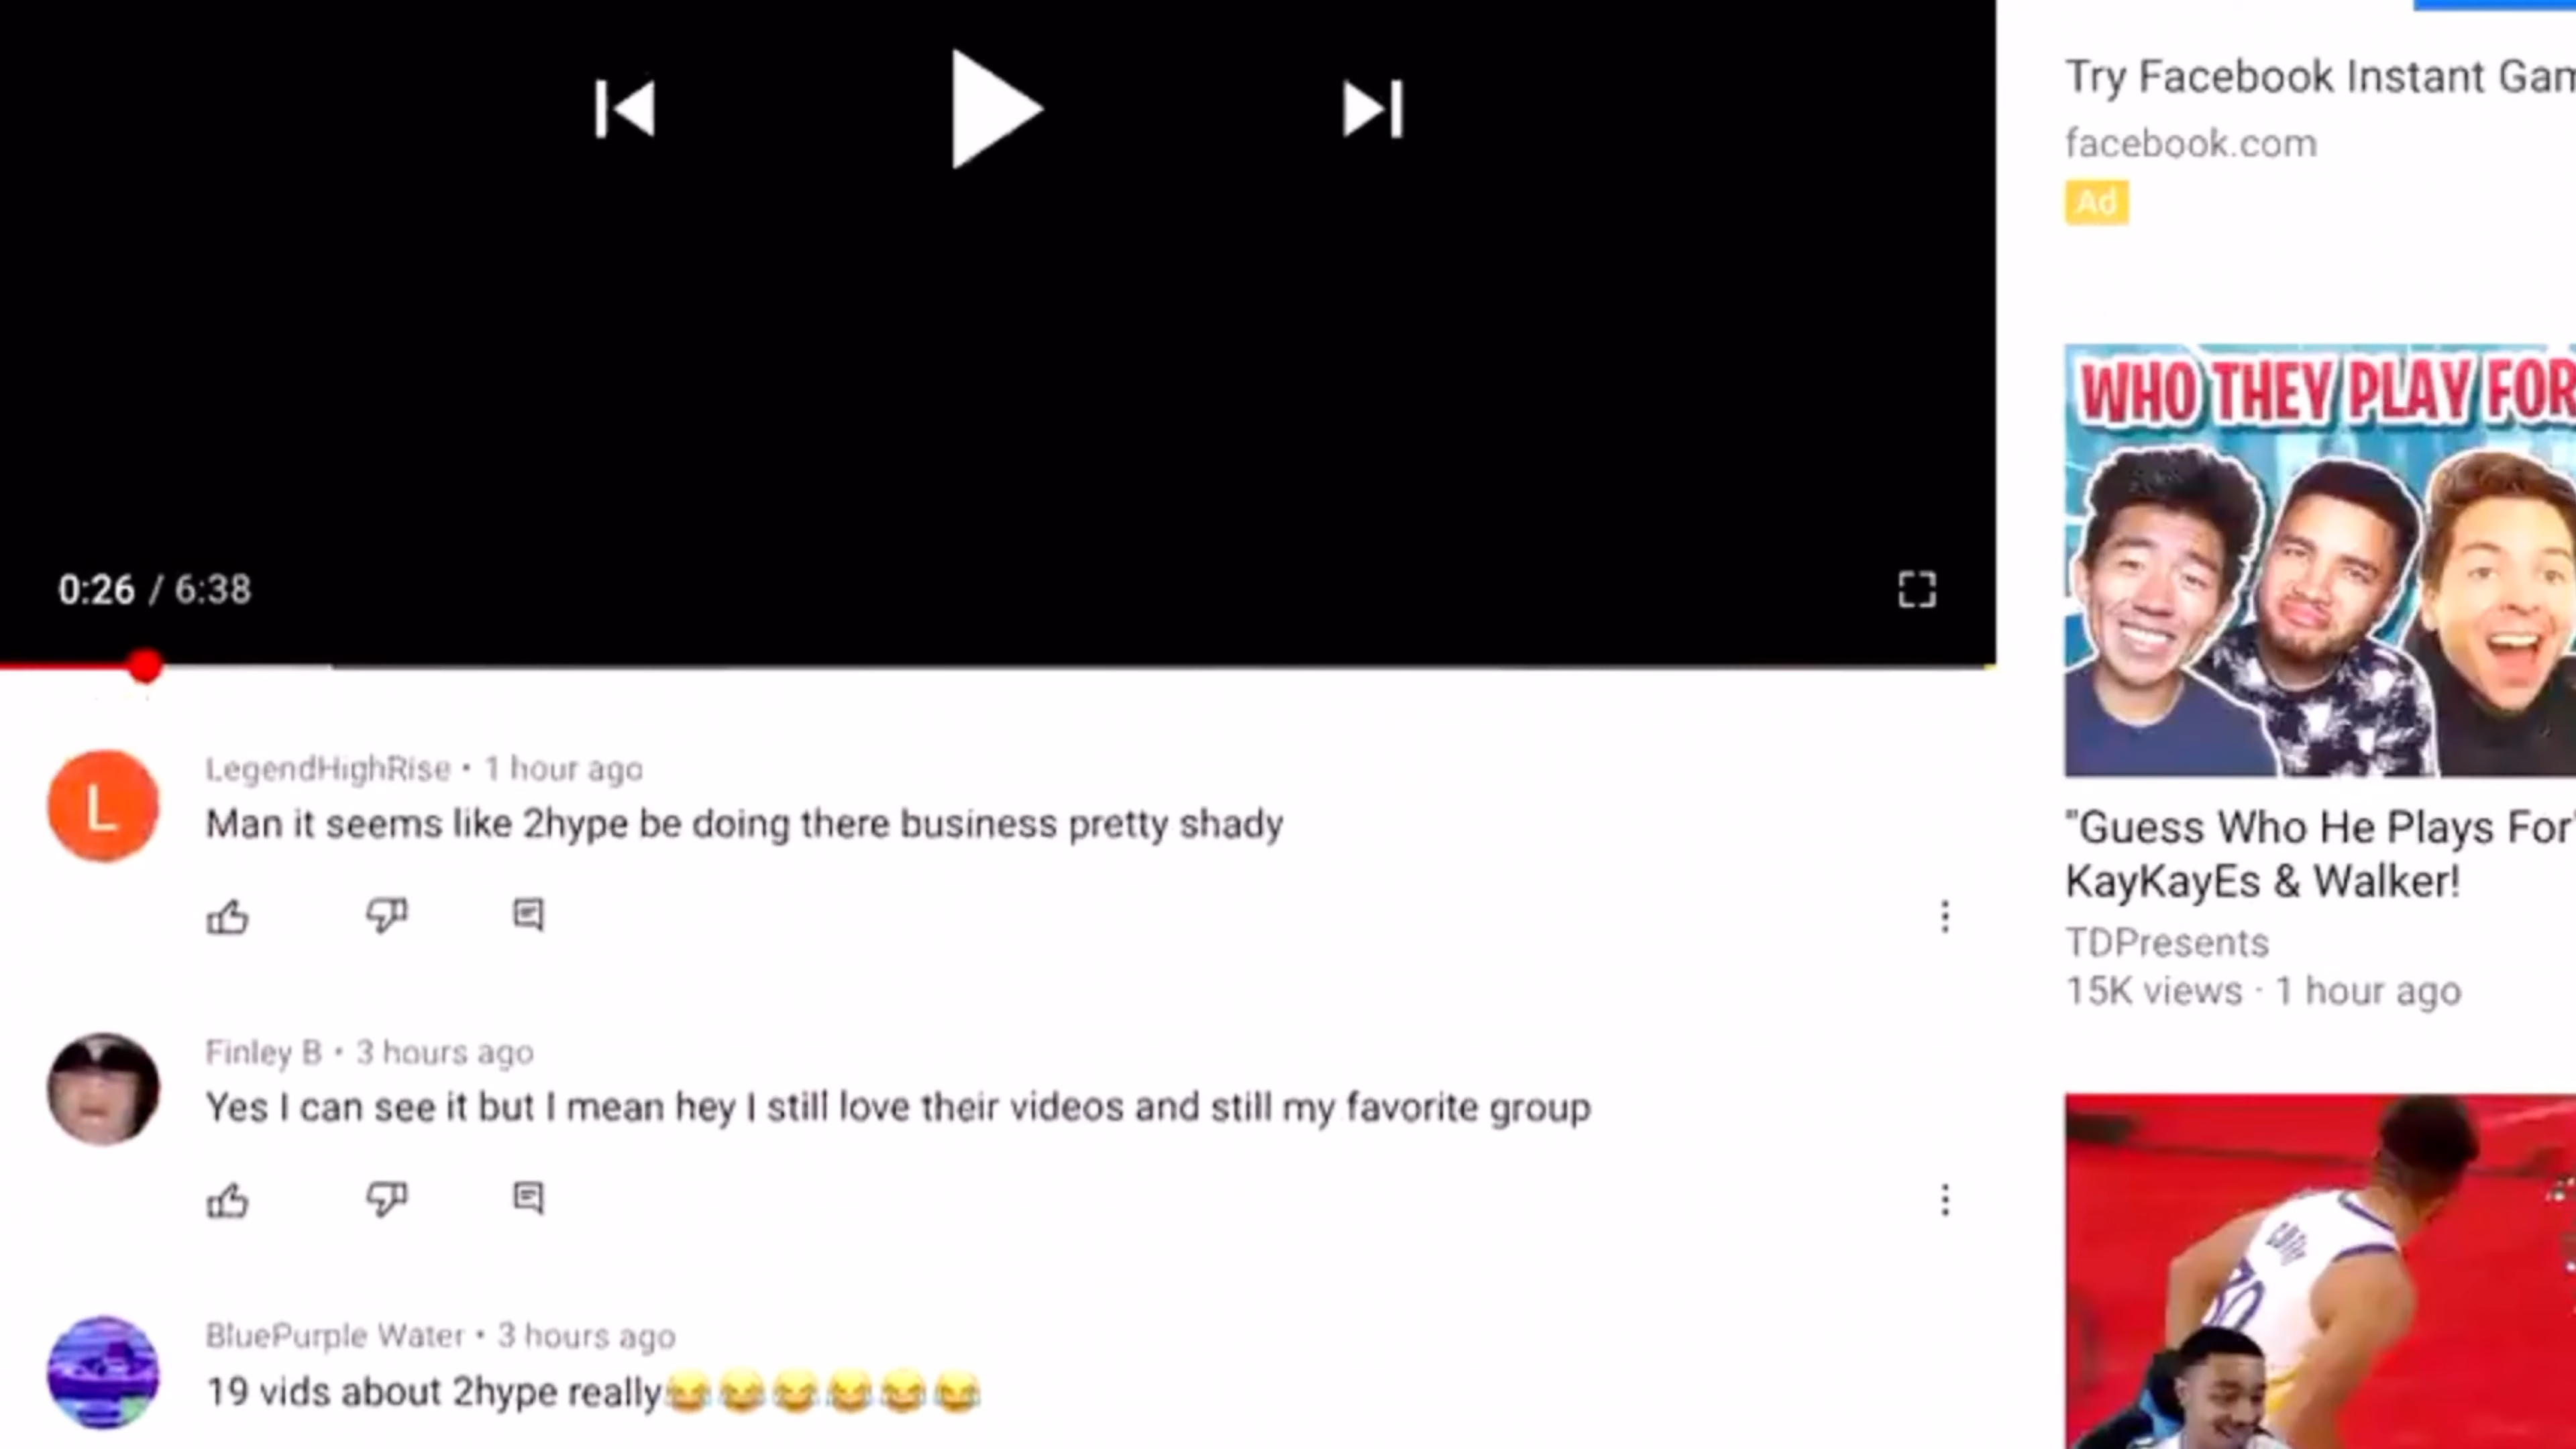 Try Facebook Instant Gam
facebook.com
Ad
WHO THEY PLAY FOR
0:26 / 6:38
L
LegendHighRise • 1 hour ago
Man it seems like 2hype be doing there business pretty shady
"Guess Who He Plays For"
KayKayEs & Walker!
TDPresents
15K views · 1 hour ago
Finley B • 3 hours ago
Yes I can see it but I mean hey I still love their videos and still my favorite group
BluePurple Water • 3 hours ago
19 vids about 2hype really😂😂😂😂😂😂